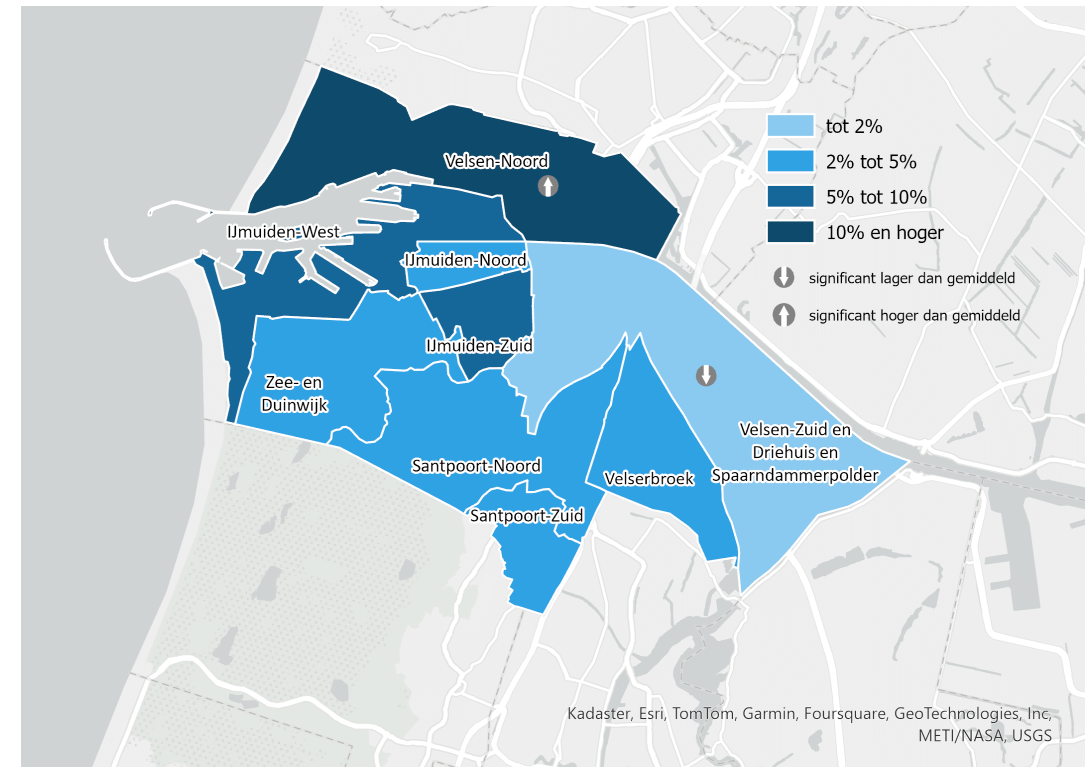 tot 2%
2% tot 5%
5% tot 10%
10% en hoger
significant lager dan gemiddeld
significant hoger dan gemiddeld
Velsen-Noord
IJmuiden-West
IJmuiden-Noord
IJmuiden-Zuid
Zee- en
Duinwijk
Velsen-Zuid en
Driehuis en
Spaarndammerpolder
Santpoort-Noord
Velserbroek
Santpoort-Zuid
Kadaster, Esri, TomTom, Garmin, Foursquare, GeoTechnologies, Inc,
METI/NASA, USGS